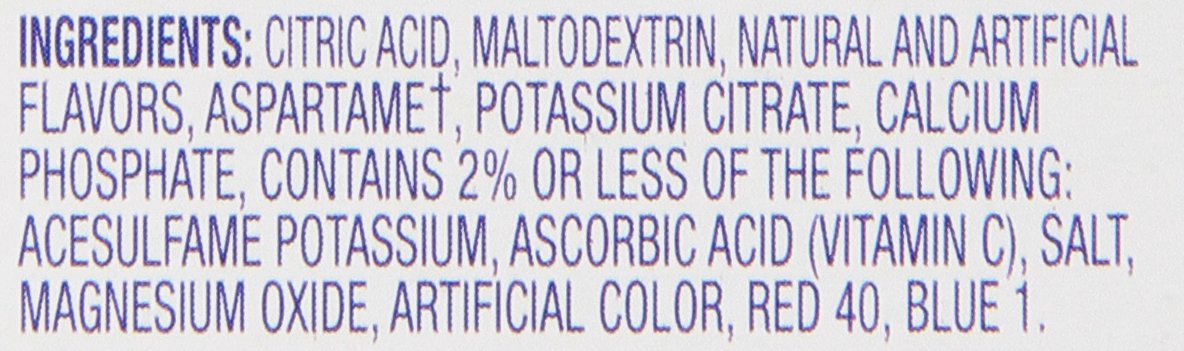 INGREDIENTS: CITRIC ACID, MALTODEXTRIN, NATURAL AND ARTIFICIAL
FLAVORS, ASPARTAME†, POTASSIUM CITRATE, CALCIUM
PHOSPHATE, CONTAINS 2% OR LESS OF THE FOLLOWING:
ACESULFAME POTASSIUM, ASCORBIC ACID (VITAMIN C), SALT,
MAGNESIUM OXIDE, ARTIFICIAL COLOR, RED 40, BLUE 1.